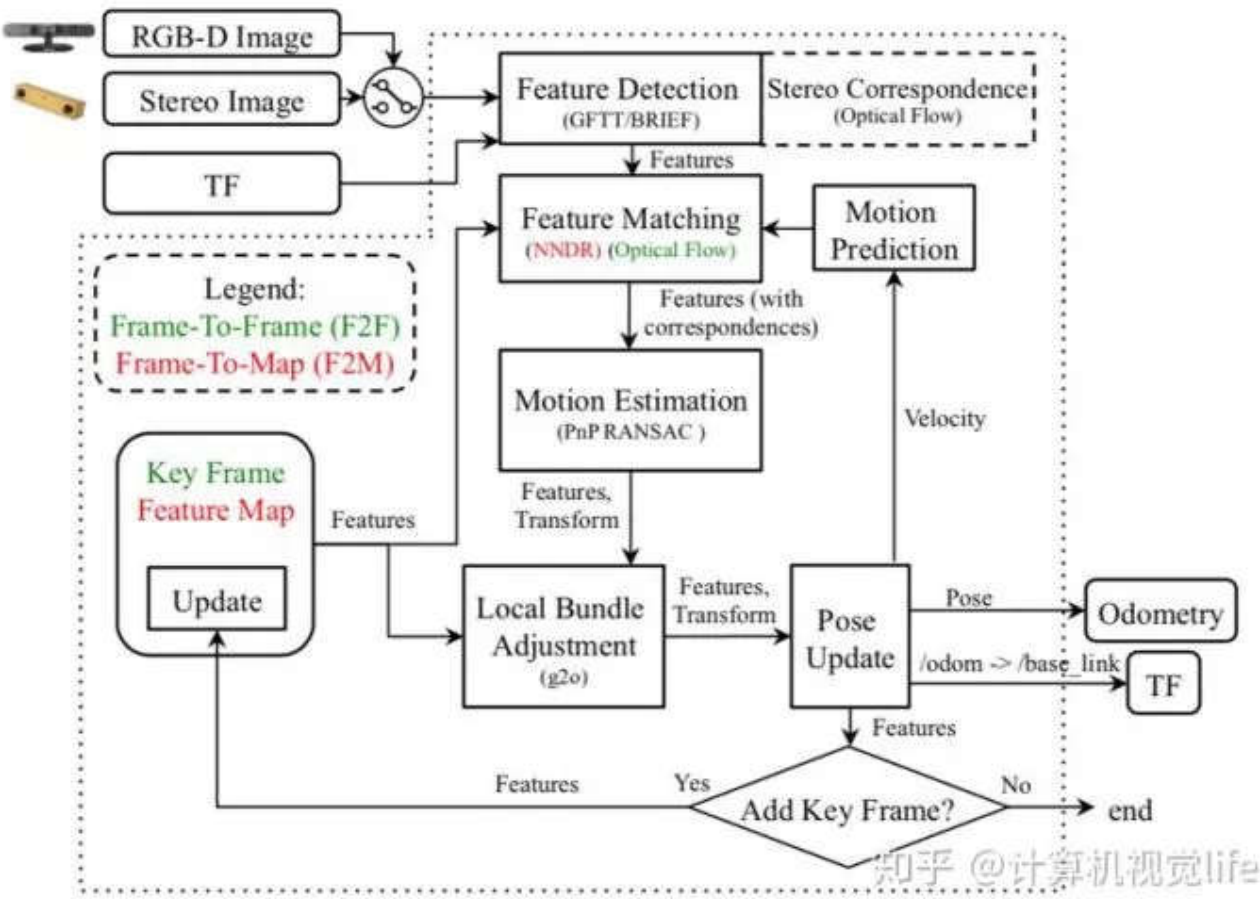 RGB-D Image
Stereo Image
TF
Feature Detection
(GFTT/BRIEF)
Stereo Correspondence
(Optical Flow)
Features
Feature Matching
(NNDR) (Optical Flow)
Motion
Prediction
Legend:
Frame-To-Frame (F2F)
Frame-To-Map (F2M)
Features (with
correspondences)
Motion Estimation
(PnP RANSAC )
Velocity
Key Frame
Feature Map
Update
Features
Features,
Transform
Local Bundle
Adjustment
(g2o)
Features,
Transform
Pose
Update
Pose
Odometry
/odom -> /base_link
TF
Features
Add Key Frame?
Yes
Features
No
end
知乎 @计算机视觉life